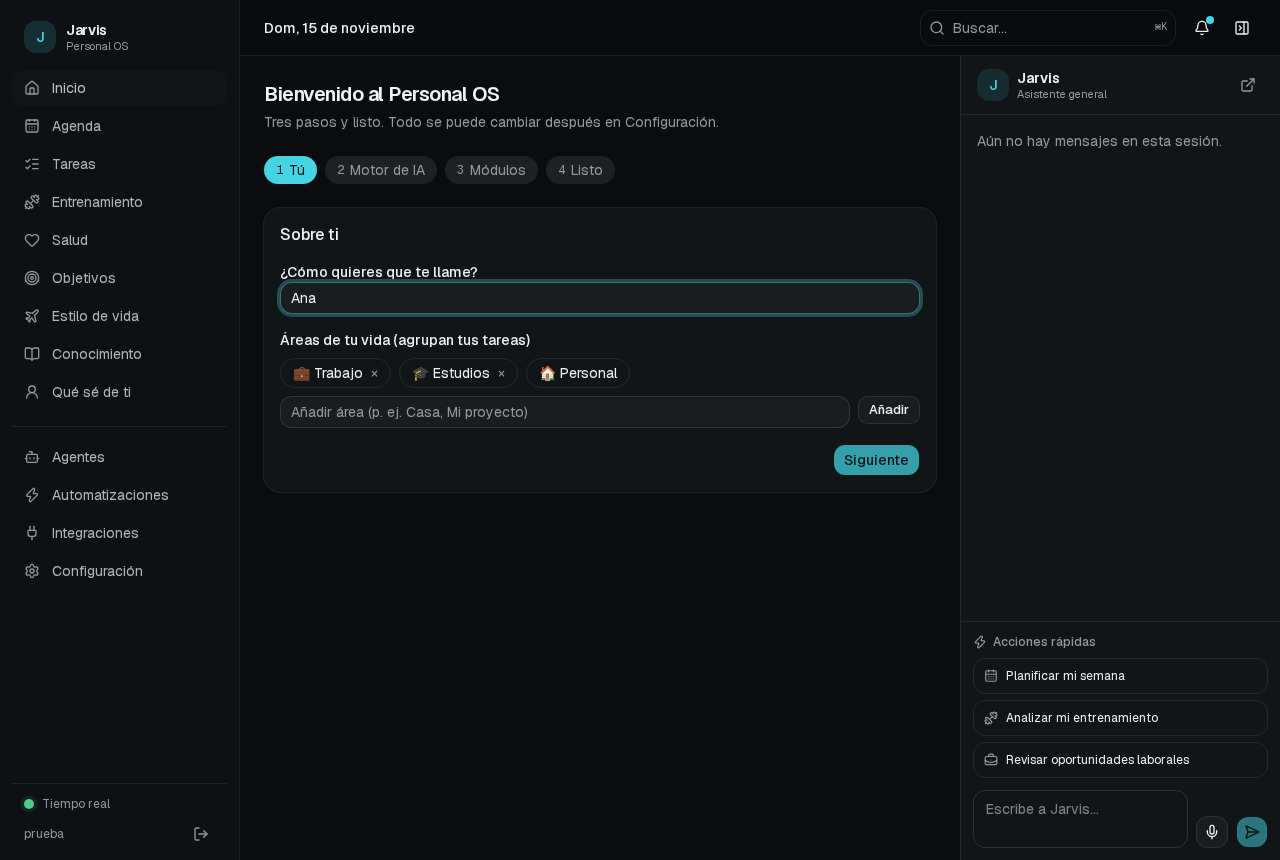 J
Jarvis
Personal OS
Inicio
Agenda
Tareas
Entrenamiento
Salud
Objetivos
Estilo de vida
Conocimiento
Qué sé de ti
Agentes
Automatizaciones
Integraciones
Configuración
Tiempo real
prueba
Dom, 15 de noviembre
Buscar...
⌘K
Bienvenido al Personal OS
Tres pasos y listo. Todo se puede cambiar después en Configuración.
1 Tú
2 Motor de IA
3 Módulos
4 Listo
Sobre ti
¿Cómo quieres que te llame?
Ana
Áreas de tu vida (agrupan tus tareas)
💼 Trabajo ×
🎓 Estudios ×
🏠 Personal
Añadir área (p. ej. Casa, Mi proyecto)
Añadir
Siguiente
J
Jarvis
Asistente general
Aún no hay mensajes en esta sesión.
Acciones rápidas
Planificar mi semana
Analizar mi entrenamiento
Revisar oportunidades laborales
Escribe a Jarvis...